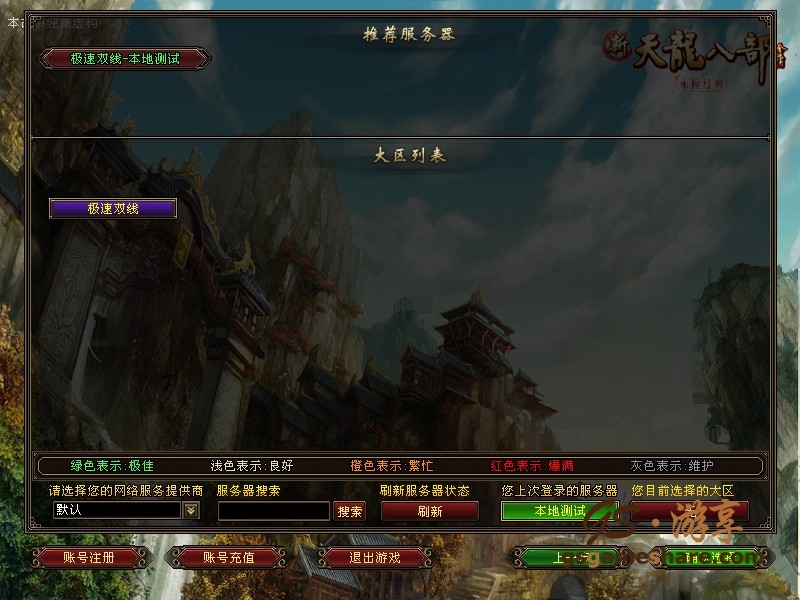 推荐服务器
极速双线-本地测试
新天龍八部
大区列表
极速双线
绿色表示:极佳 浅色表示:良好 橙色表示:繁忙 红色表示:爆满 灰色表示:维护
请选择您的网络服务提供商 服务器搜索 刷新服务器状态 您上次登录的服务器 您目前选择的大区
默认 搜索 刷新 本地测试
游享
账号注册 账号充值 退出游戏